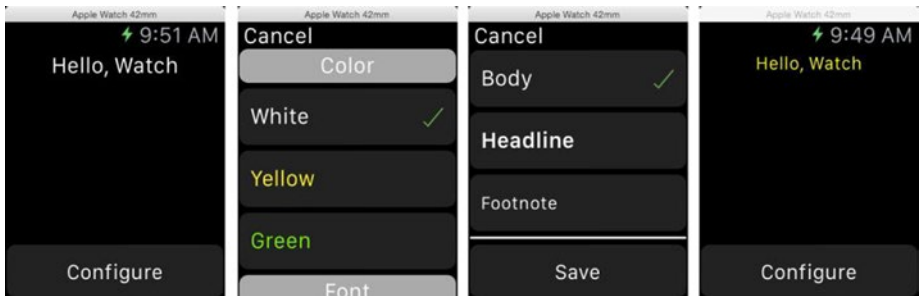 Apple Watch 42mm
9:51 AM
Hello, Watch
Configure
Apple Watch 42mm
Cancel
Color
White
Yellow
Green
Font
Apple Watch 42mm
Cancel
Body
Headline
Footnote
Save
Apple Watch 42mm
9:49 AM
Hello, Watch
Configure